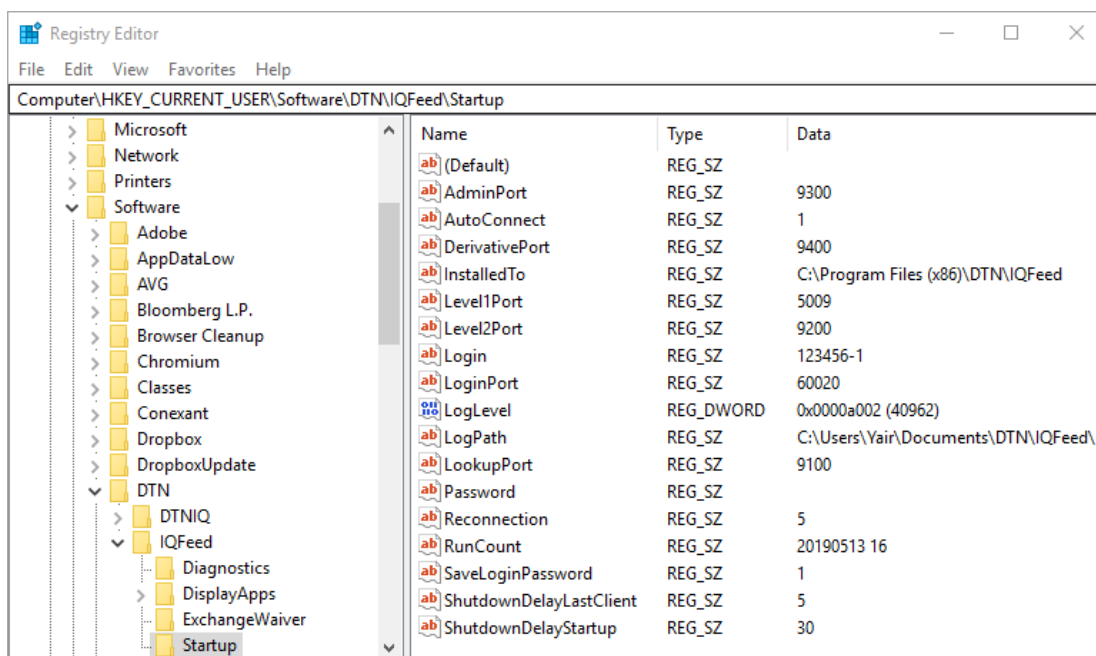 Registry Editor
File Edit View Favorites Help
Computer\HKEY_CURRENT_USER\Software\DTN\IQFeed\Startup
Microsoft
Network
Printers
Software
Adobe
AppDataLow
AVG
Bloomberg L.P.
Browser Cleanup
Chromium
Classes
Conexant
Dropbox
DropboxUpdate
DTN
DTNIQ
IQFeed
Diagnostics
DisplayApps
ExchangeWaiver
Startup
Name Type Data
(Default) REG_SZ
AdminPort REG_SZ 9300
AutoConnect REG_SZ 1
DerivativePort REG_SZ 9400
InstalledTo REG_SZ C:\Program Files (x86)\DTN\IQFeed
Level1Port REG_SZ 5009
Level2Port REG_SZ 9200
Login REG_SZ 123456-1
LoginPort REG_SZ 60020
LogLevel REG_DWORD 0x0000a002 (40962)
LogPath REG_SZ C:\Users\Yair\Documents\DTN\IQFeed\
LookupPort REG_SZ 9100
Password REG_SZ
Reconnection REG_SZ 5
RunCount REG_SZ 20190513 16
SaveLoginPassword REG_SZ 1
ShutdownDelayLastClient REG_SZ 5
ShutdownDelayStartup REG_SZ 30